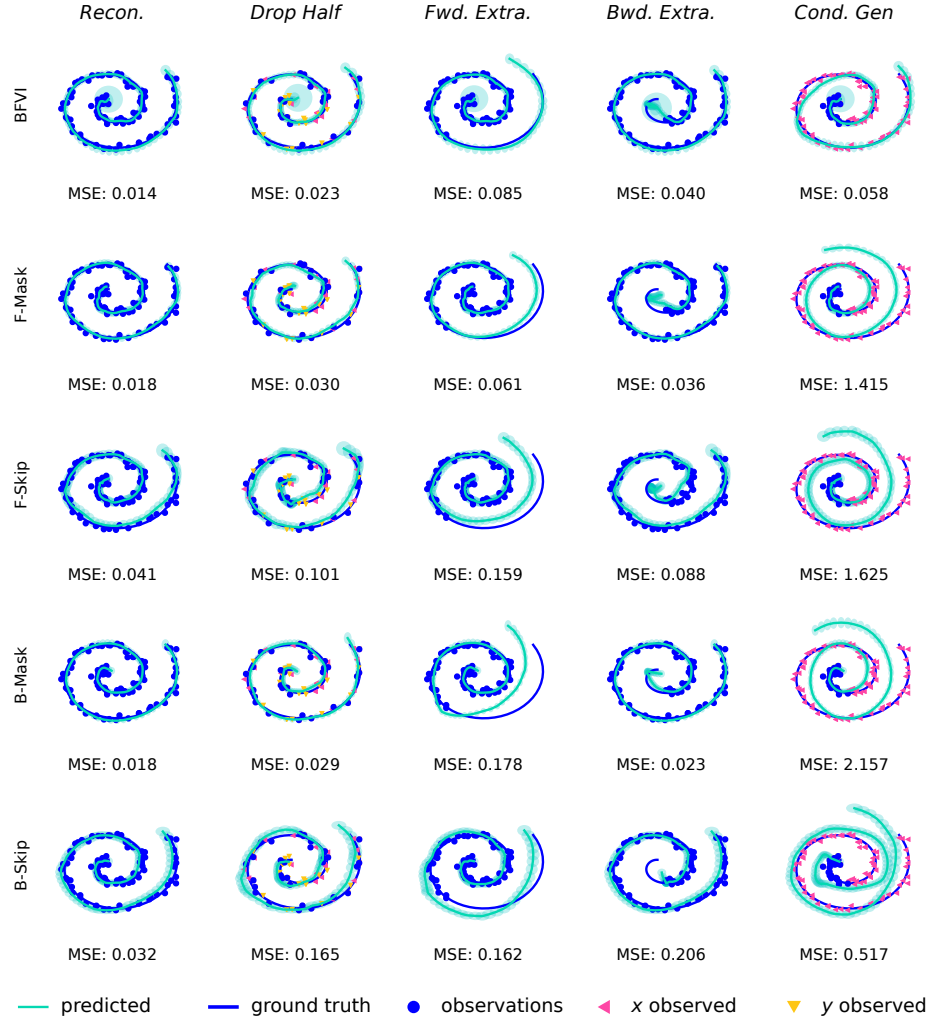 Recon. Drop Half Fwd. Extra. Bwd. Extra. Cond. Gen
BFVI
MSE: 0.014 MSE: 0.023 MSE: 0.085 MSE: 0.040 MSE: 0.058
F-Mask
MSE: 0.018 MSE: 0.030 MSE: 0.061 MSE: 0.036 MSE: 1.415
F-Skip
MSE: 0.041 MSE: 0.101 MSE: 0.159 MSE: 0.088 MSE: 1.625
B-Mask
MSE: 0.018 MSE: 0.029 MSE: 0.178 MSE: 0.023 MSE: 2.157
B-Skip
MSE: 0.032 MSE: 0.165 MSE: 0.162 MSE: 0.206 MSE: 0.517
predicted ground truth observations x observed y observed